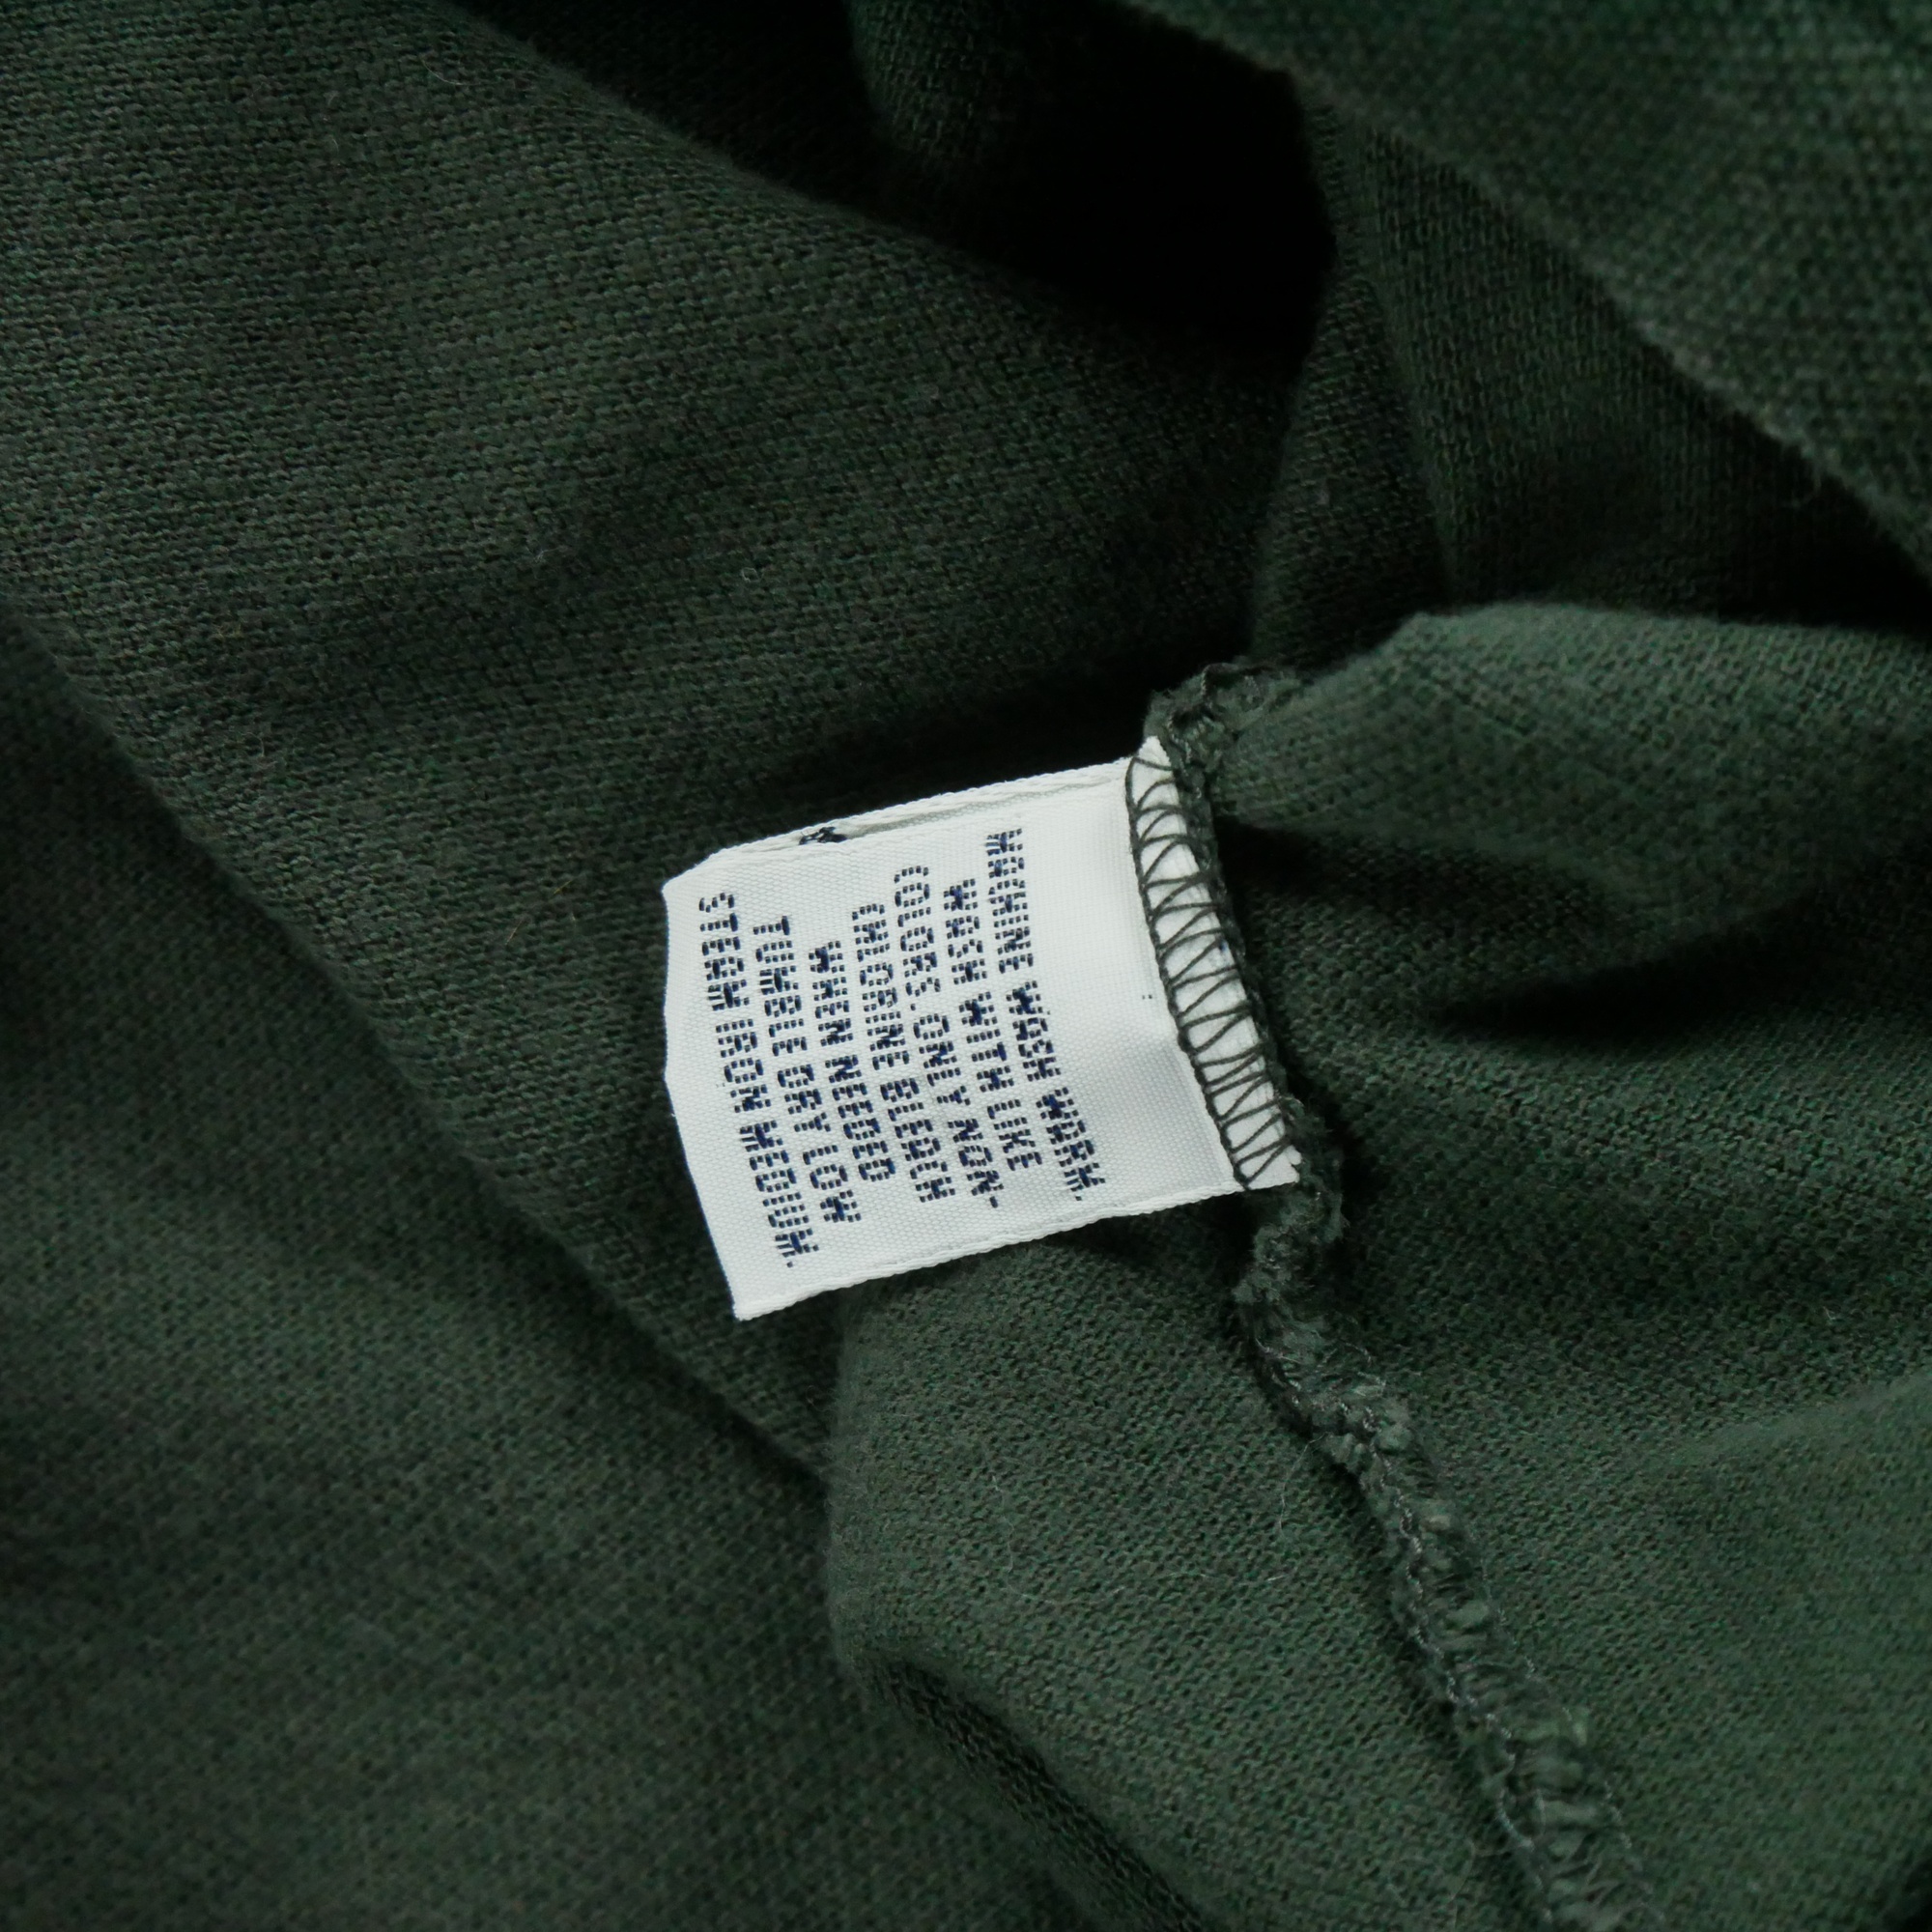 MACHINE WASH WARM.
WASH WITH LIKE
COLORS. ONLY NON-
CHLORINE BLEACH
WHEN NEEDED
TUMBLE DRY LOW
STEAM IRON MEDIUM.